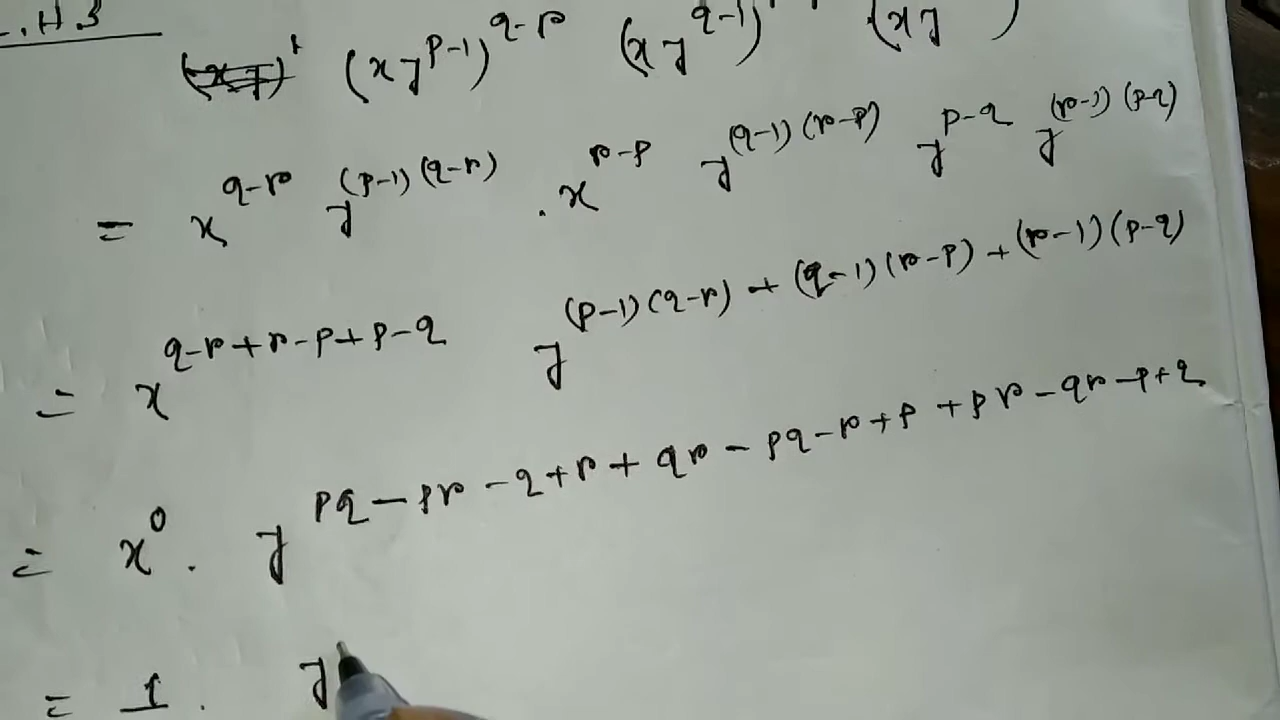 L.H.S
(xy^{p-1})^{q-r} (xy^{q-1}) (xy )
= x^{q-r} y^{(p-1)(q-r)} . x^{r-p} y^{(q-1)(r-p)} y^{p-q} y^{(r-1)(p-q)}
= x^{q-r+r-p+p-q} y^{(p-1)(q-r)+(q-1)(r-p)+(r-1)(p-q)}
= x^0 . y^{pq-pr-q+r+qr-pq-r+p+pr-qr-p+q}
= 1 . y